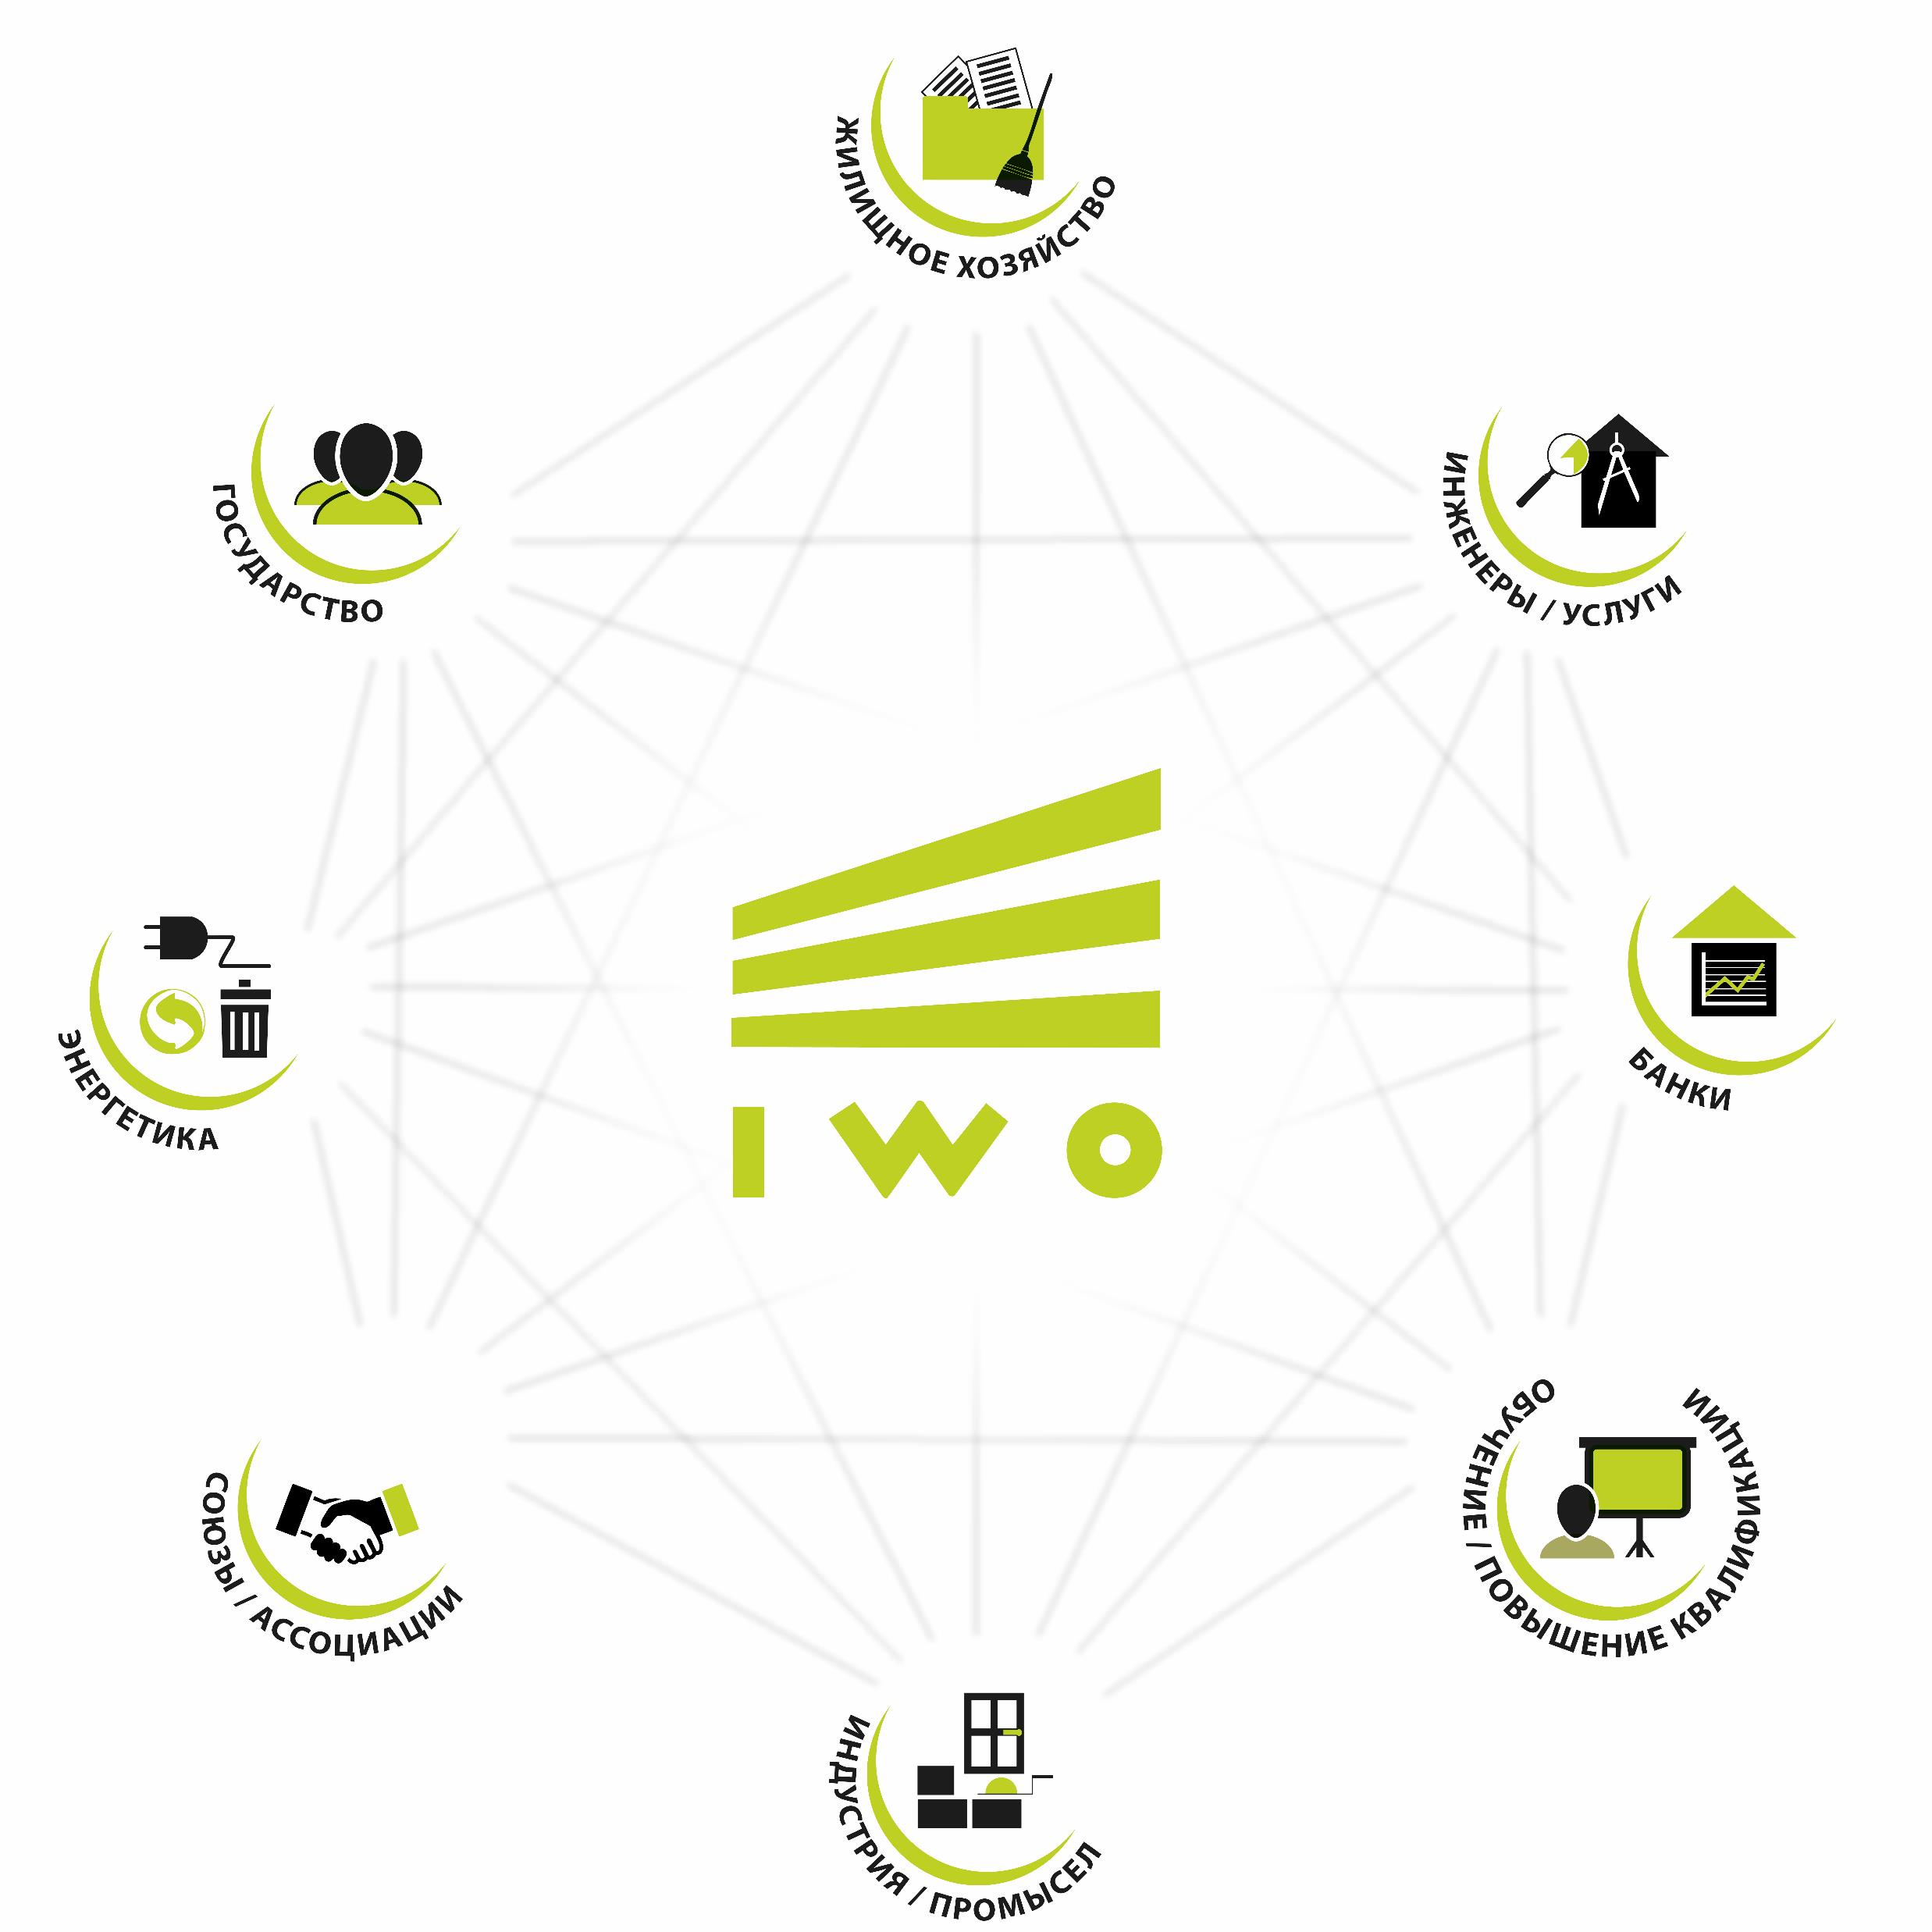 ЖИЛИЩНОЕ ХОЗЯЙСТВО
ГОСУДАРСТВО
ИНЖЕНЕРЫ / УСЛУГИ
ЭНЕРГЕТИКА
IWO
БАНКИ
СОЮЗЫ / АССОЦИАЦИИ
ОБУЧЕНИЕ / ПОВЫШЕНИЕ КВАЛИФИКАЦИИ
ИНДУСТРИЯ / ПРОМЫСЕЛ